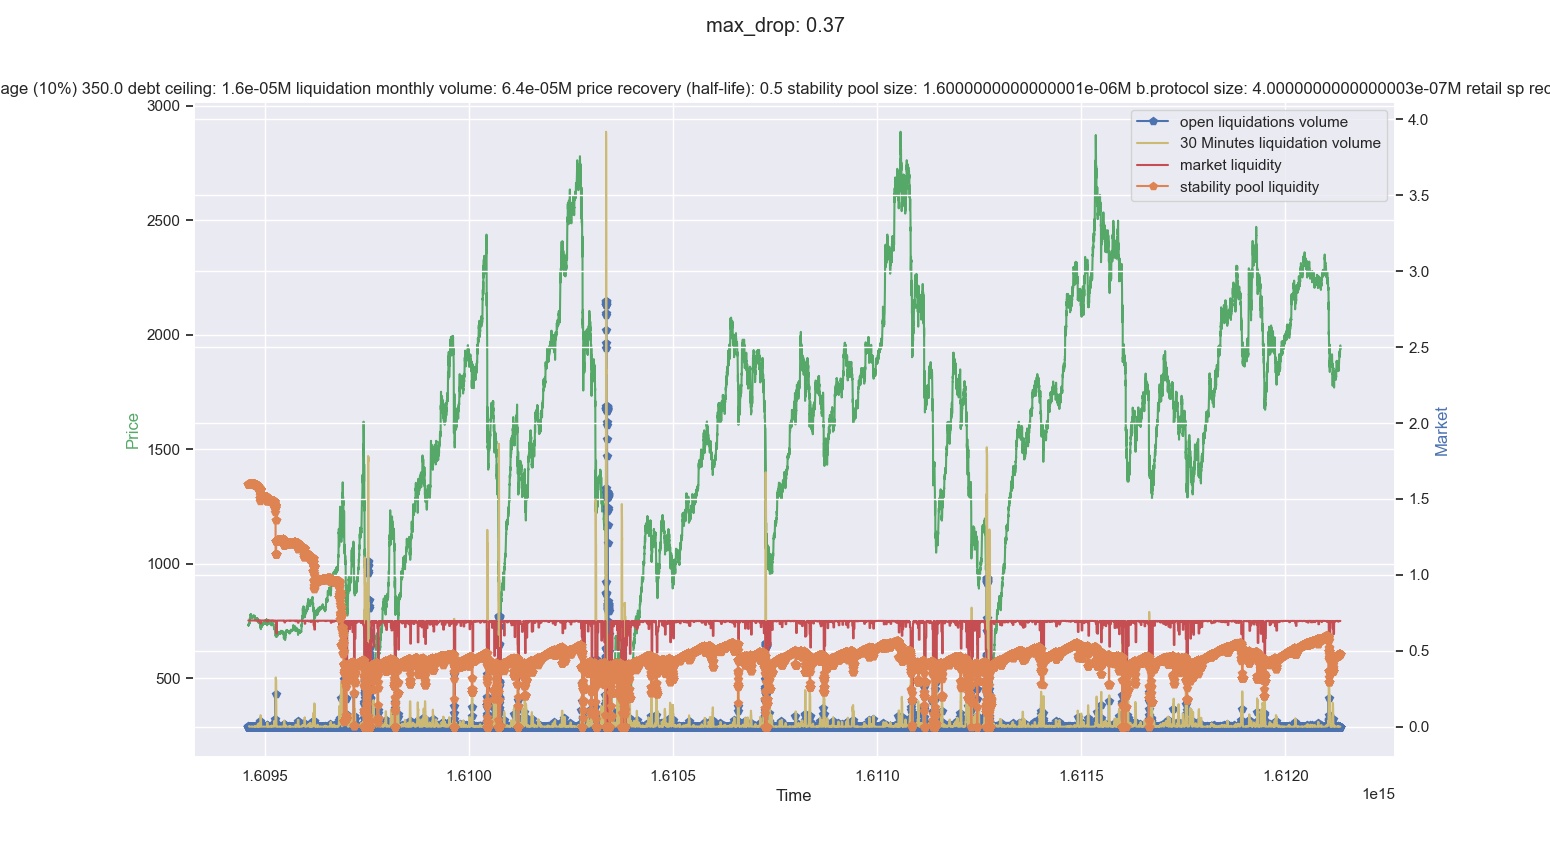 max_drop: 0.37
age (10%) 350.0 debt ceiling: 1.6e-05M liquidation monthly volume: 6.4e-05M price recovery (half-life): 0.5 stability pool size: 1.6000000000000001e-06M b.protocol size: 4.0000000000000003e-07M retail sp rec
3000
2500
2000
1500
1000
500
Price
open liquidations volume
30 Minutes liquidation volume
market liquidity
stability pool liquidity
4.0
3.5
3.0
2.5
2.0
1.5
1.0
0.5
0.0
Market
1.6095
1.6100
1.6105
1.6110
1.6115
1.6120
1e15
Time